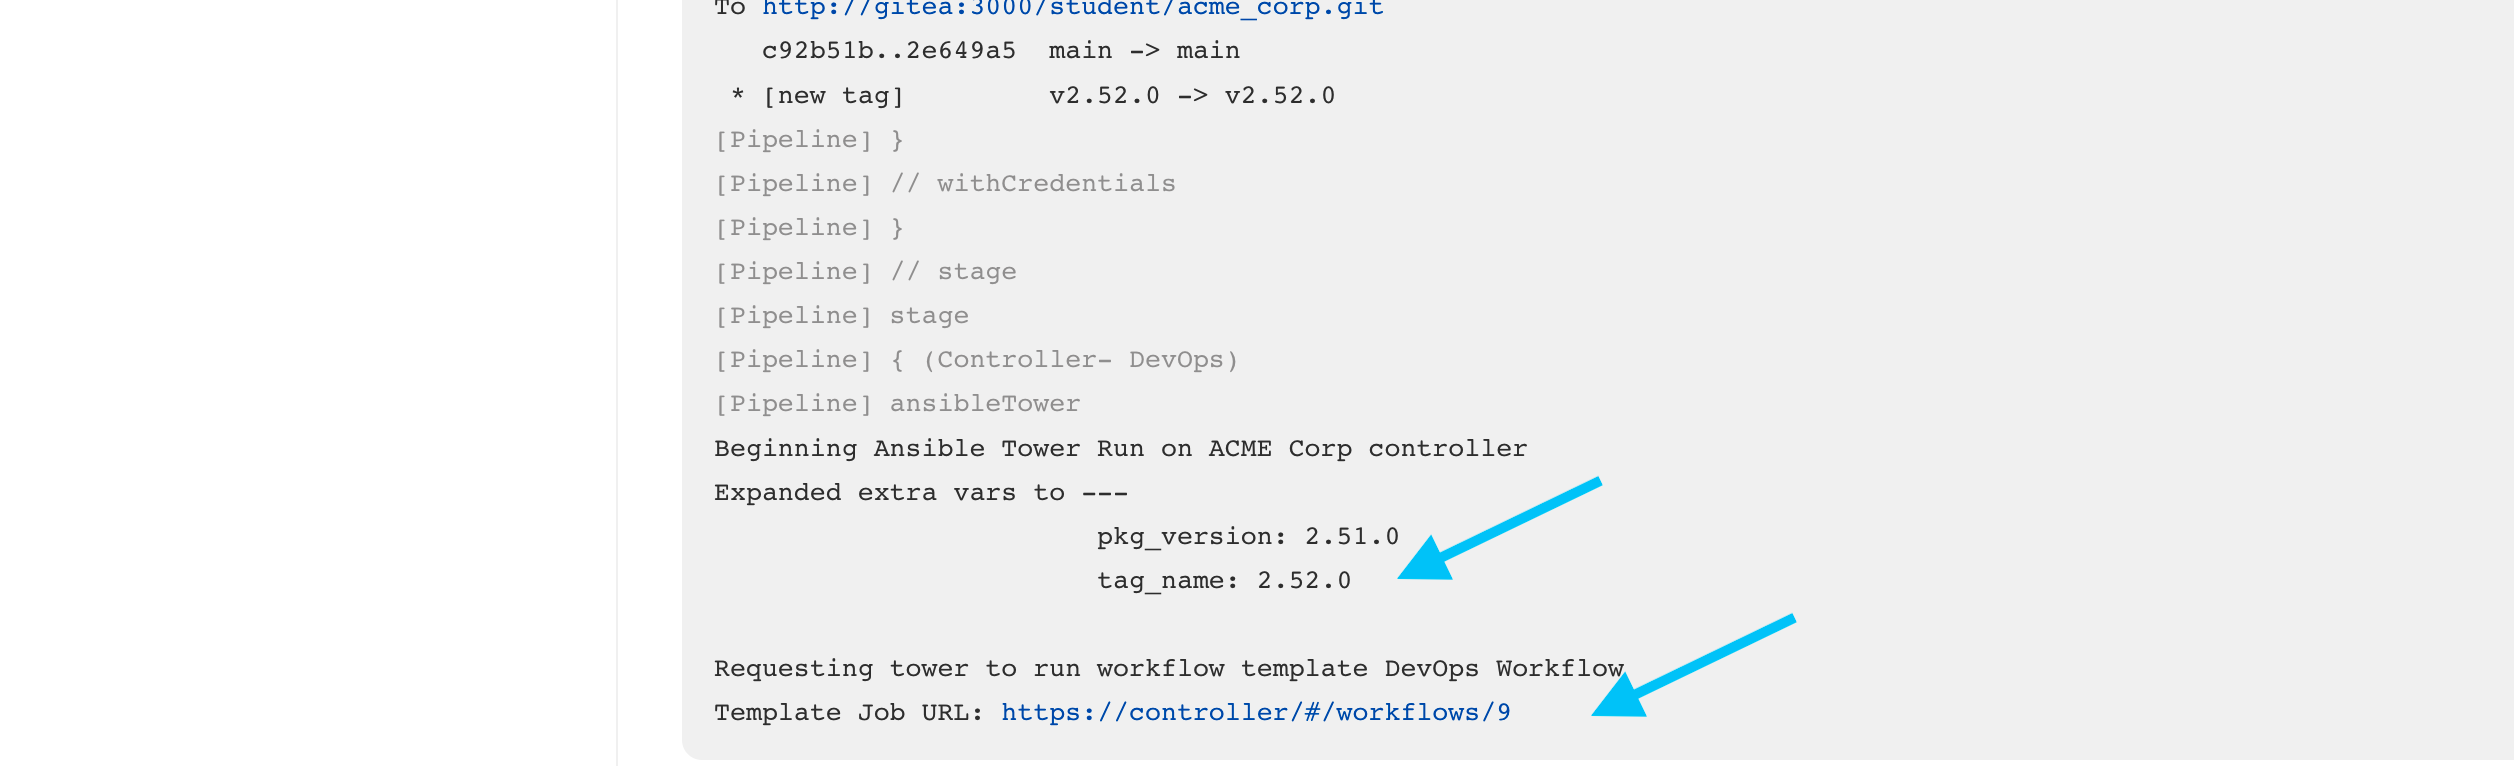 To http://gitea:3000/student/acme_corp.git
   c92b51b..2e649a5  main -> main
 * [new tag]         v2.52.0 -> v2.52.0
[Pipeline] }
[Pipeline] // withCredentials
[Pipeline] }
[Pipeline] // stage
[Pipeline] stage
[Pipeline] { (Controller- DevOps)
[Pipeline] ansibleTower
Beginning Ansible Tower Run on ACME Corp controller
Expanded extra vars to ---
                        pkg_version: 2.51.0
                        tag_name: 2.52.0
Requesting tower to run workflow template DevOps Workflow
Template Job URL: https://controller/#/workflows/9